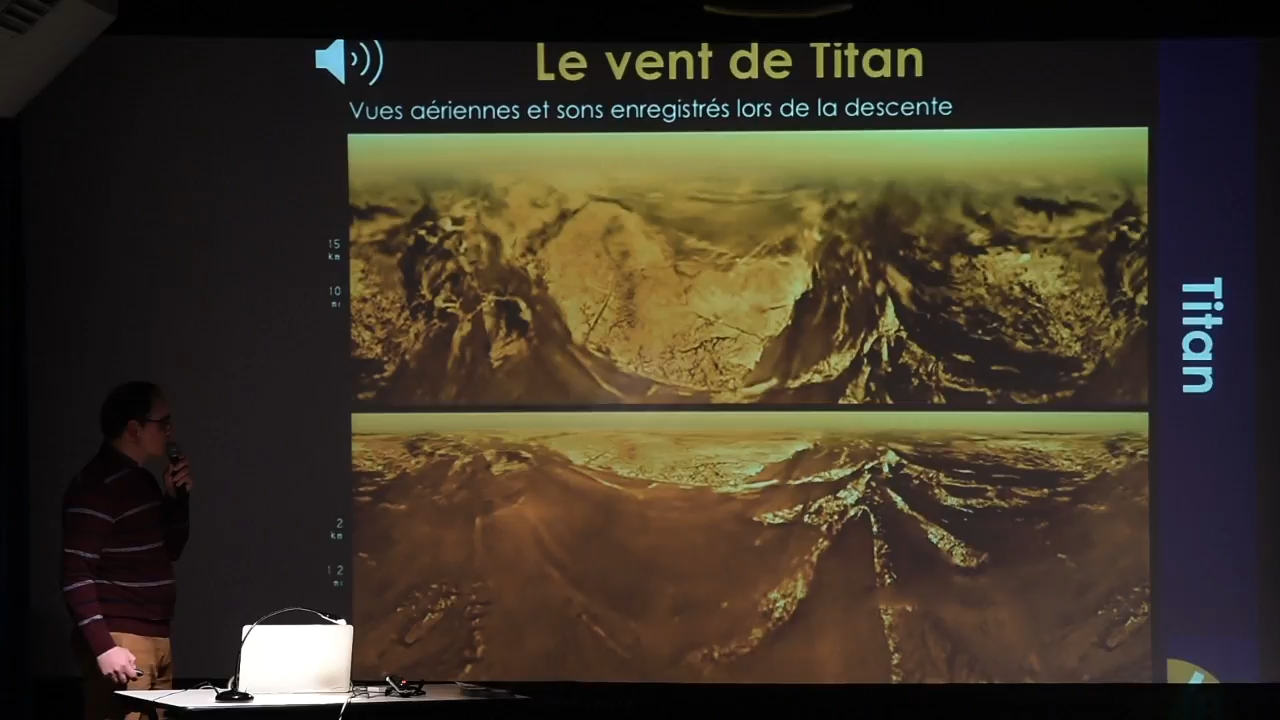 Le vent de Titan
Vues aériennes et sons enregistrés lors de la descente
15
km
10
mi
2
km
1 2
mi
Titan